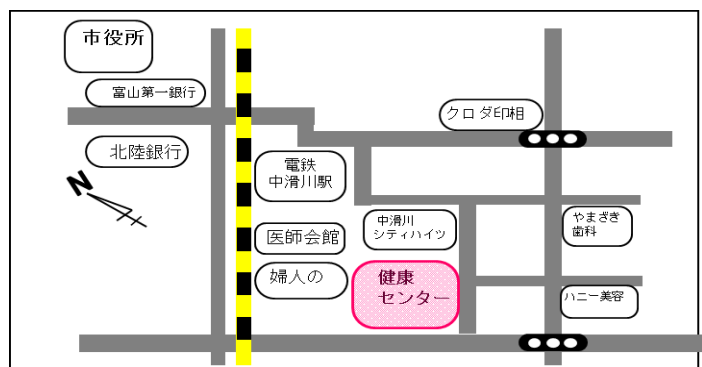 市役所
富山第一銀行
クロダ印相
北陸銀行
電鉄
中滑川駅
N
中滑川
シティハイツ
やまざき
歯科
医師会館
婦人の
健康
センター
ハニー美容